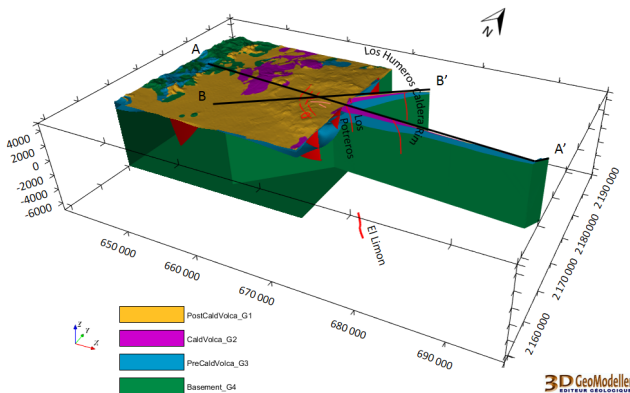 N
A
Los Humeros Caldera Rim
B'
B
Los
Potreros
A'
4000
2000
0
-2000
-4000
-6000
650 000
660 000
670 000
680 000
690 000
2 160 000
2 170 000
2 180 000
2 190 000
El Limon
PostCaldVolca_G1
CaldVolca_G2
PreCaldVolca_G3
Basement_G4
Z
Y
X
3D GeoModeller
EDITEUR GÉOLOGIQUE